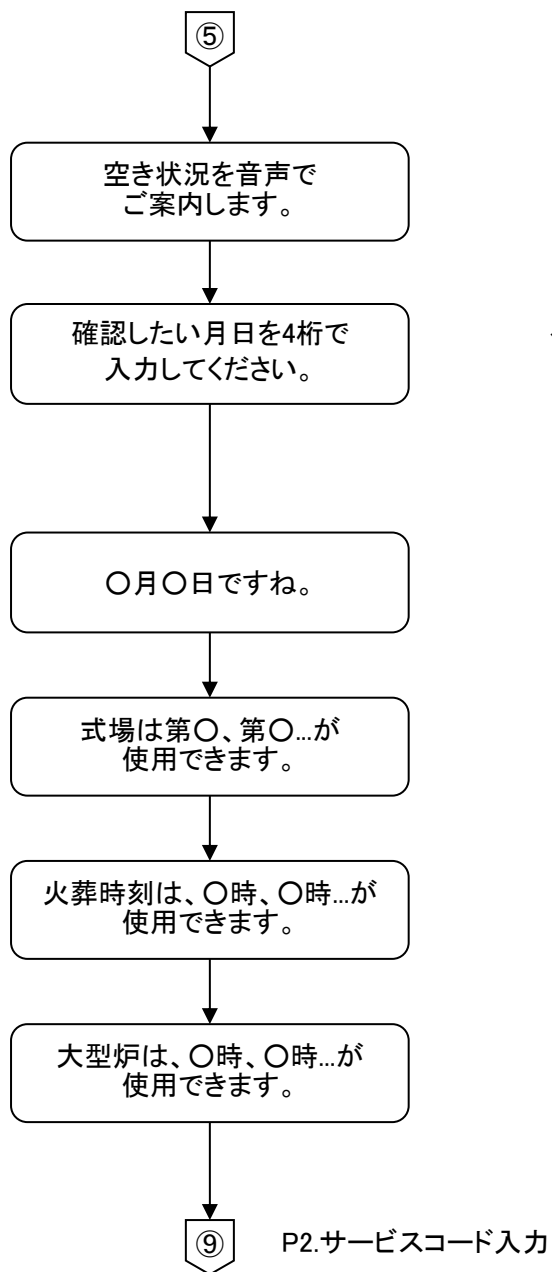 ⑤
空き状況を音声で
ご案内します。
確認したい月日を4桁で
入力してください。
〇月〇日ですね。
式場は第〇、第〇...が
使用できます。
火葬時刻は、〇時、〇時...が
使用できます。
大型炉は、〇時、〇時...が
使用できます。
⑨
P2.サービスコード入力